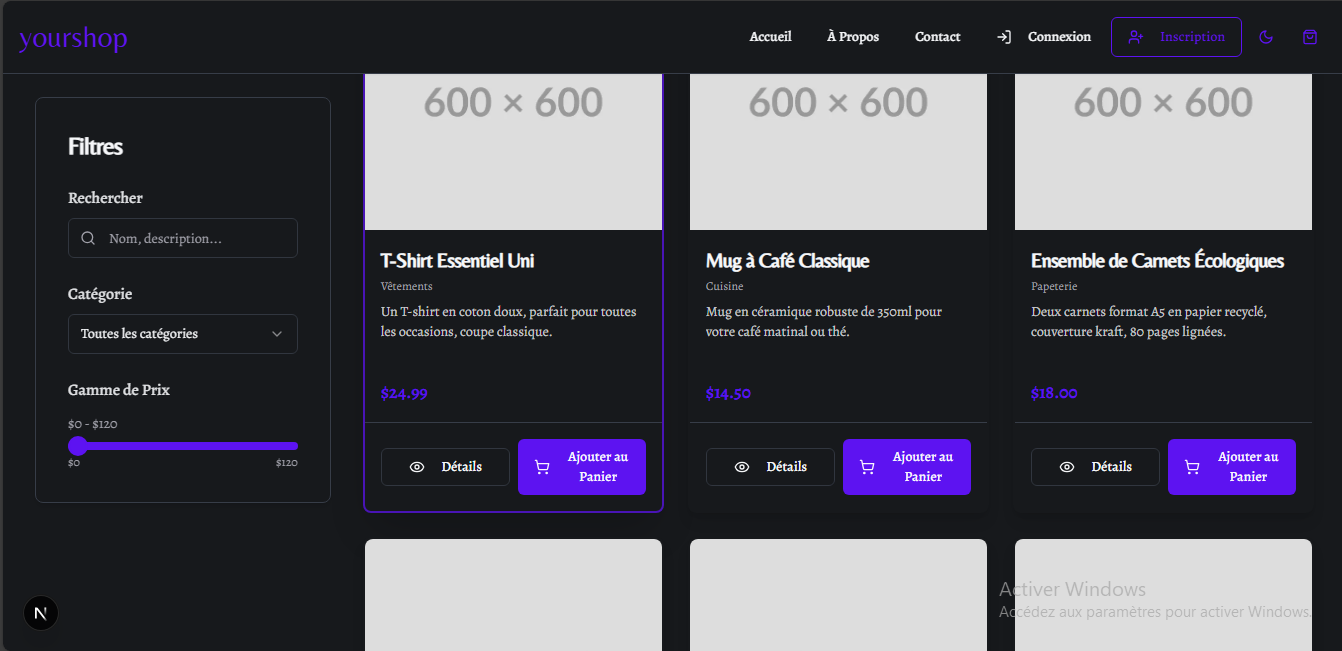 yourshop
Accueil
À Propos
Contact
Connexion
Inscription
Filtres
Rechercher
Nom, description...
Catégorie
Toutes les catégories
Gamme de Prix
$0 - $120
$0
$120
600 × 600
T-Shirt Essentiel Uni
Vêtements
Un T-shirt en coton doux, parfait pour toutes
les occasions, coupe classique.
$24.99
Détails
Ajouter au
Panier
600 × 600
Mug à Café Classique
Cuisine
Mug en céramique robuste de 350ml pour
votre café matinal ou thé.
$14.50
Détails
Ajouter au
Panier
600 × 600
Ensemble de Carnets Écologiques
Papeterie
Deux carnets format A5 en papier recyclé,
couverture kraft, 80 pages lignées.
$18.00
Détails
Ajouter au
Panier
N
Activer Windows
Accédez aux paramètres pour activer Windows.